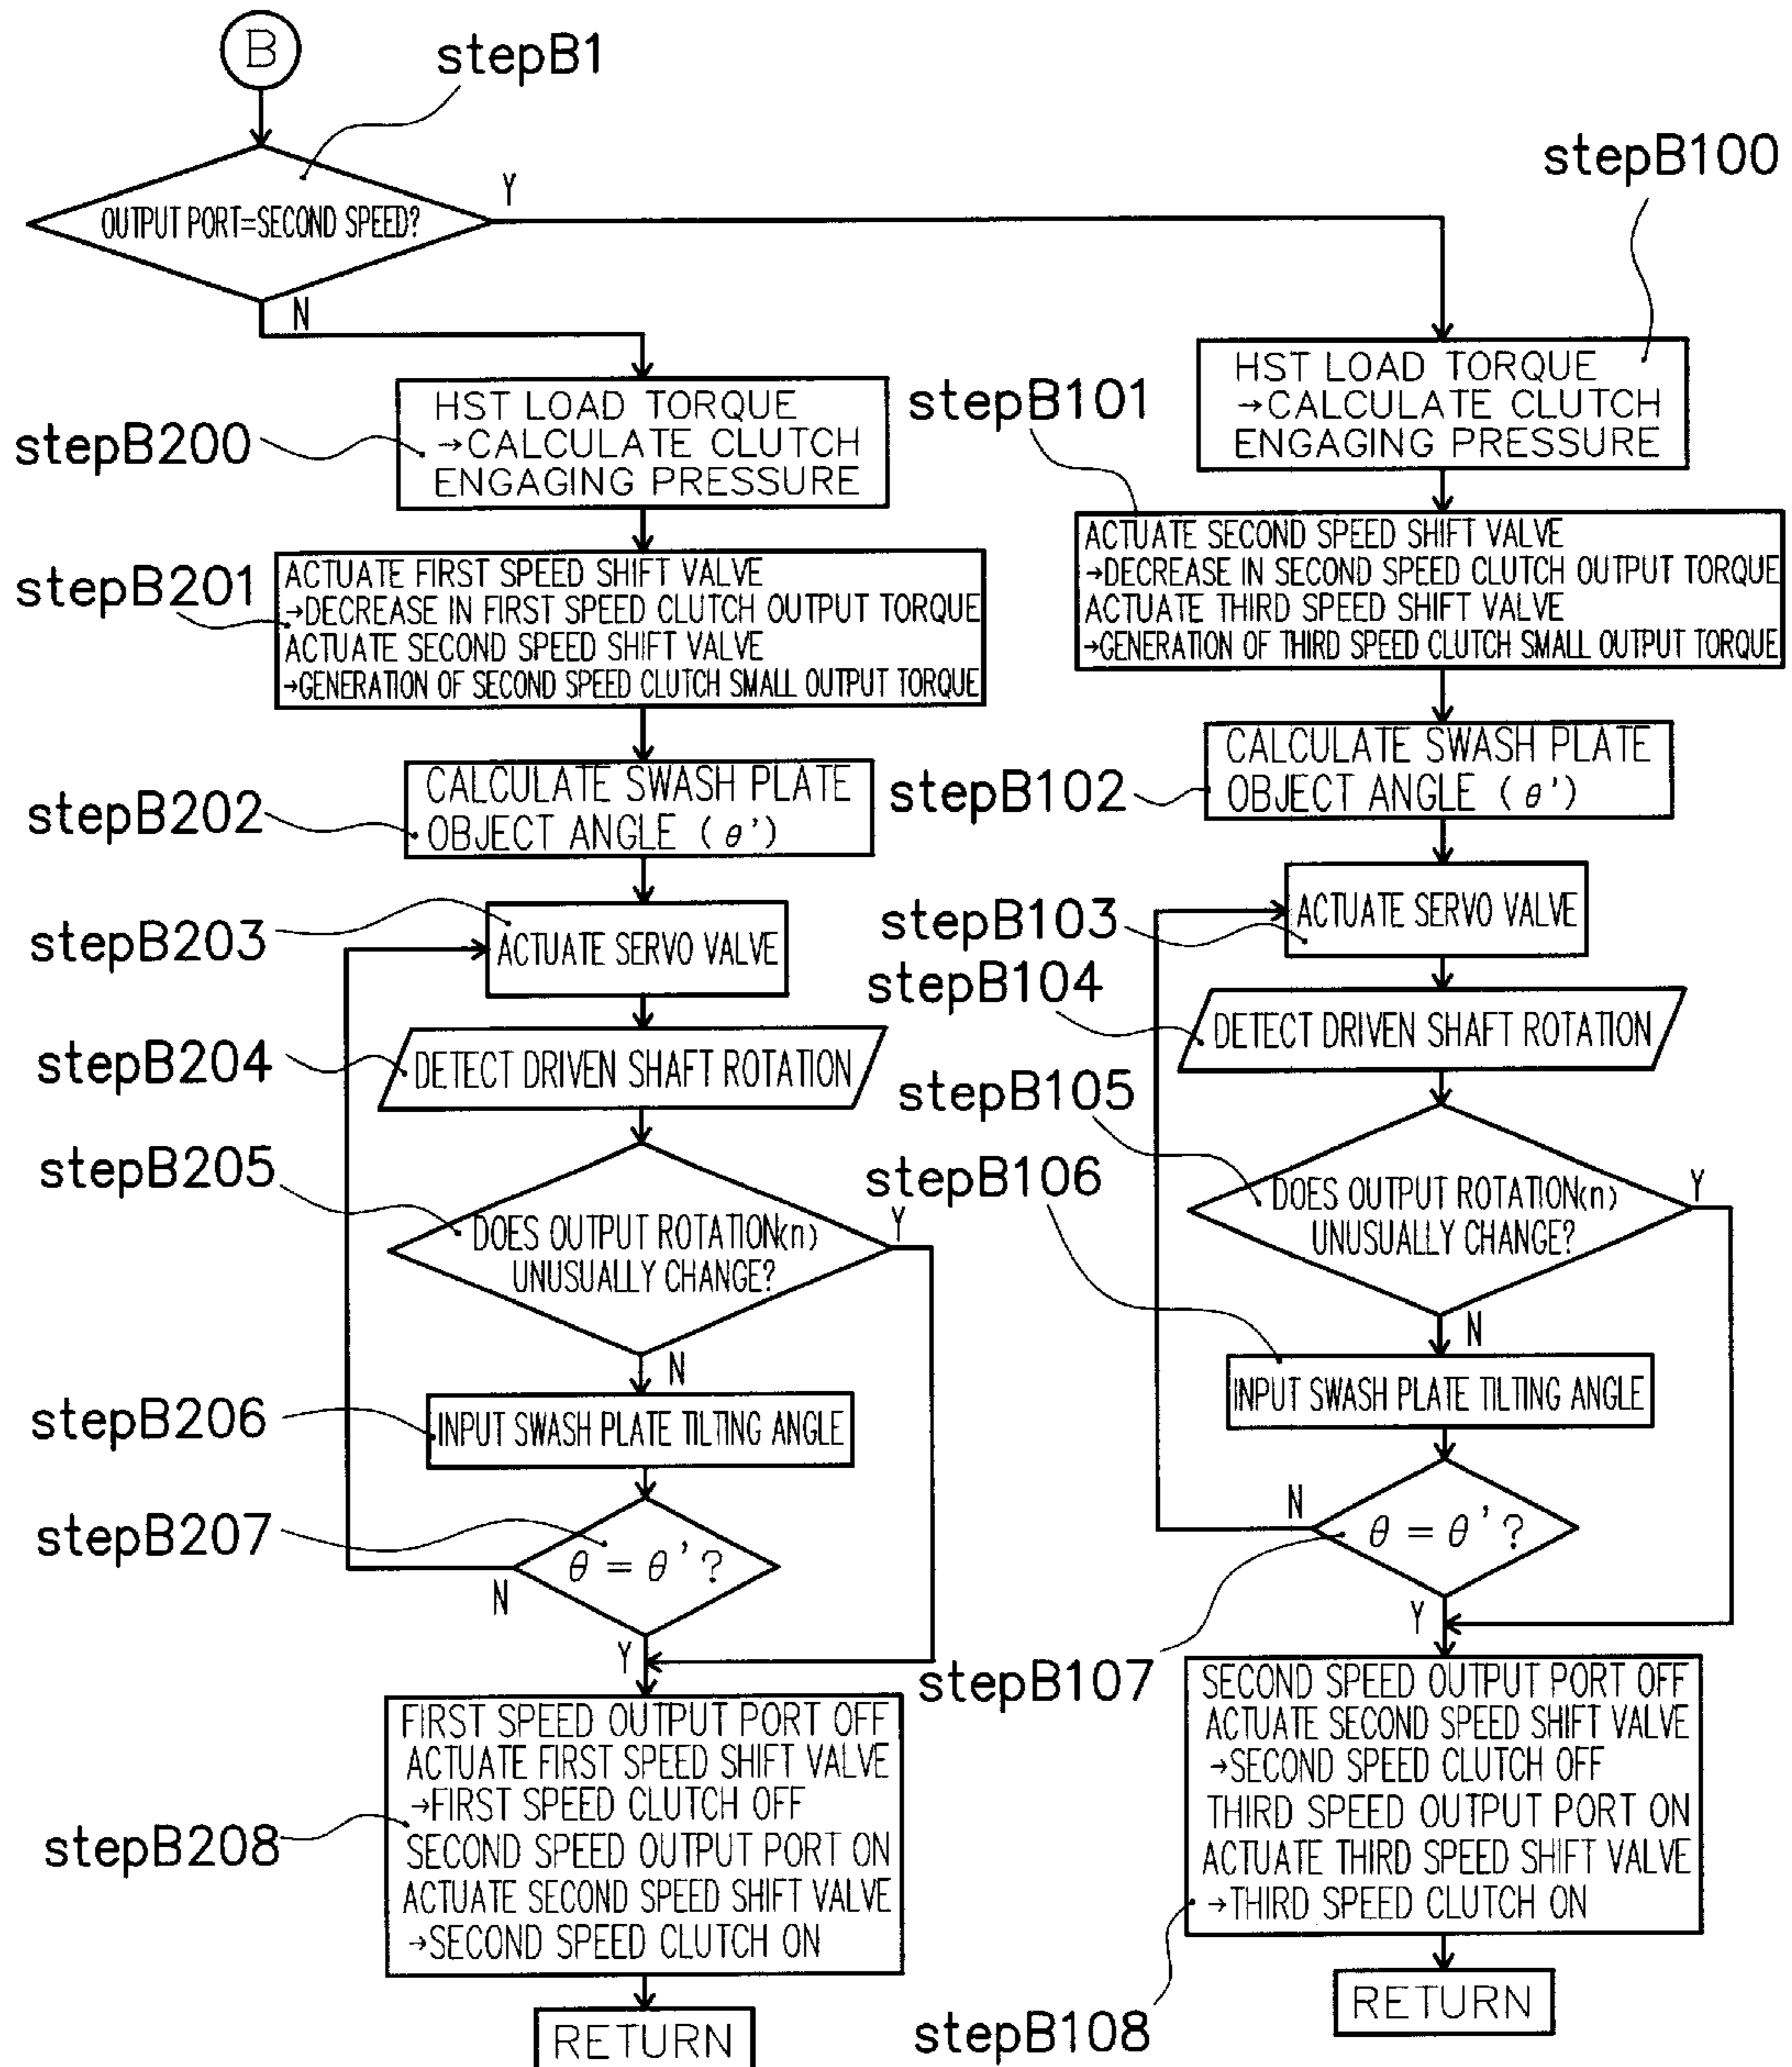 B
stepB1
OUTPUT PORT=SECOND SPEED?
Y
N
stepB200
HST LOAD TORQUE
→CALCULATE CLUTCH
ENGAGING PRESSURE
stepB201
ACTUATE FIRST SPEED SHIFT VALVE
→DECREASE IN FIRST SPEED CLUTCH OUTPUT TORQUE
ACTUATE SECOND SPEED SHIFT VALVE
→GENERATION OF SECOND SPEED CLUTCH SMALL OUTPUT TORQUE
stepB202
CALCULATE SWASH PLATE
OBJECT ANGLE (θ')
stepB203
ACTUATE SERVO VALVE
stepB204
DETECT DRIVEN SHAFT ROTATION
stepB205
DOES OUTPUT ROTATION(n)
UNUSUALLY CHANGE?
Y
N
stepB206
INPUT SWASH PLATE TILTING ANGLE
stepB207
θ = θ'?
N
Y
stepB208
FIRST SPEED OUTPUT PORT OFF
ACTUATE FIRST SPEED SHIFT VALVE
→FIRST SPEED CLUTCH OFF
SECOND SPEED OUTPUT PORT ON
ACTUATE SECOND SPEED SHIFT VALVE
→SECOND SPEED CLUTCH ON
RETURN
stepB100
HST LOAD TORQUE
→CALCULATE CLUTCH
ENGAGING PRESSURE
stepB101
ACTUATE SECOND SPEED SHIFT VALVE
→DECREASE IN SECOND SPEED CLUTCH OUTPUT TORQUE
ACTUATE THIRD SPEED SHIFT VALVE
→GENERATION OF THIRD SPEED CLUTCH SMALL OUTPUT TORQUE
stepB102
CALCULATE SWASH PLATE
OBJECT ANGLE (θ')
stepB103
ACTUATE SERVO VALVE
stepB104
DETECT DRIVEN SHAFT ROTATION
stepB105
DOES OUTPUT ROTATION(n)
UNUSUALLY CHANGE?
Y
N
stepB106
INPUT SWASH PLATE TILTING ANGLE
stepB107
θ = θ'?
N
Y
stepB108
SECOND SPEED OUTPUT PORT OFF
ACTUATE SECOND SPEED SHIFT VALVE
→SECOND SPEED CLUTCH OFF
THIRD SPEED OUTPUT PORT ON
ACTUATE THIRD SPEED SHIFT VALVE
→THIRD SPEED CLUTCH ON
RETURN